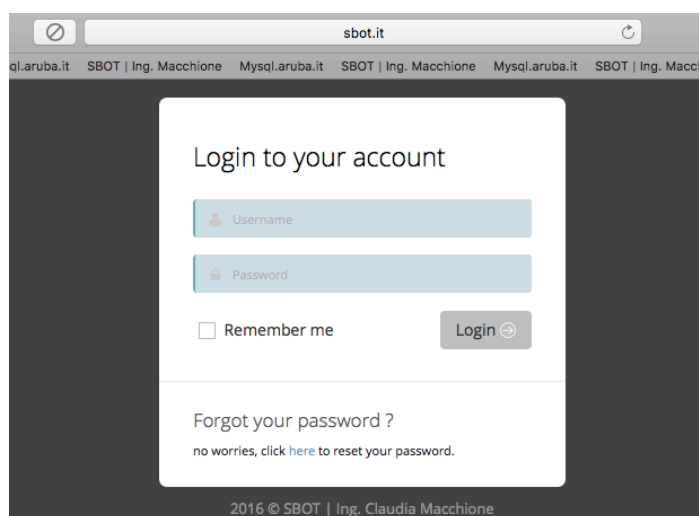 sbot.it
ql.aruba.it SBOT | Ing. Macchione Mysql.aruba.it SBOT | Ing. Macchione Mysql.aruba.it SBOT | Ing. Macc
Login to your account
Username
Password
Remember me Login
Forgot your password ?
no worries, click here to reset your password.
2016 © SBOT | Ing. Claudia Macchione